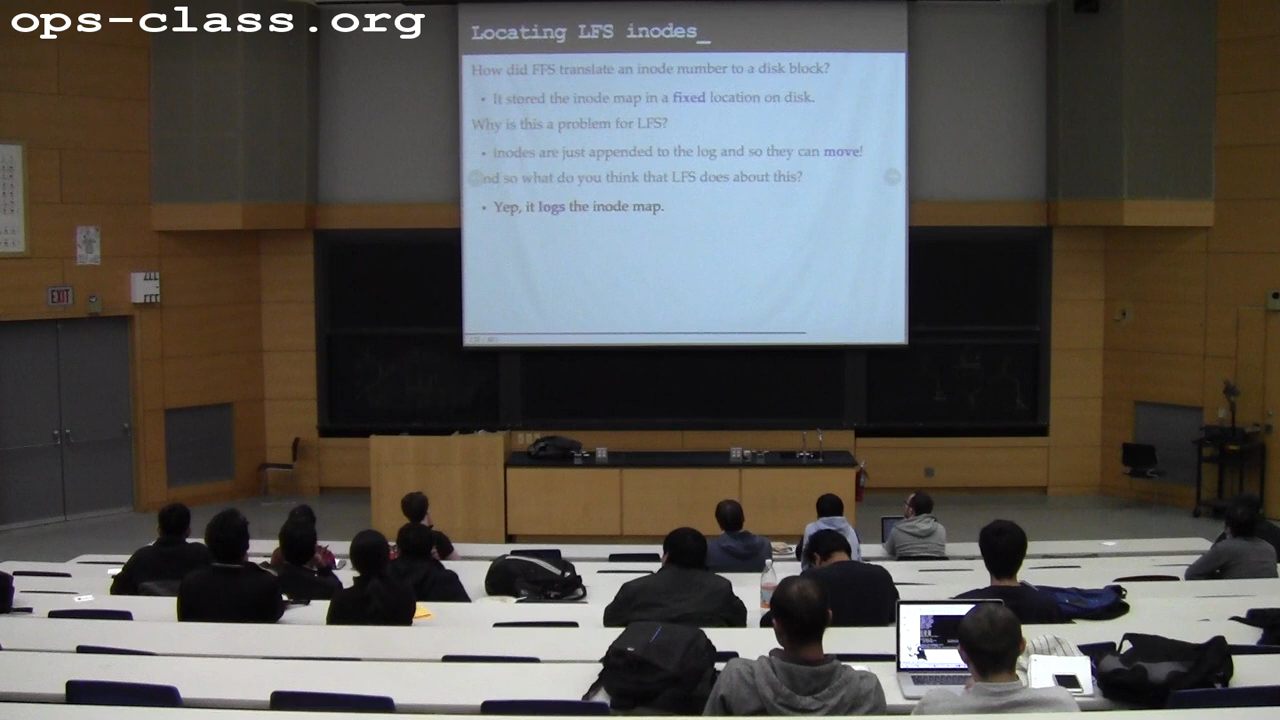 ops-class.org
Locating LFS inodes_
How did FFS translate an inode number to a disk block?
• It stored the inode map in a fixed location on disk.
Why is this a problem for LFS?
• inodes are just appended to the log and so they can move!
nd so what do you think that LFS does about this?
• Yep, it logs the inode map.
EXIT